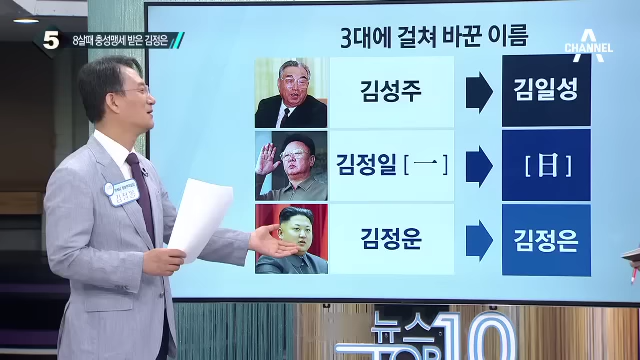 5 8살때 충성맹세 받은 김정은
3대에 걸쳐 바꾼 이름
CHANNEL A
김성주 김일성
김정일 [一] [日]
김정운 김정은
뉴스
TOP10